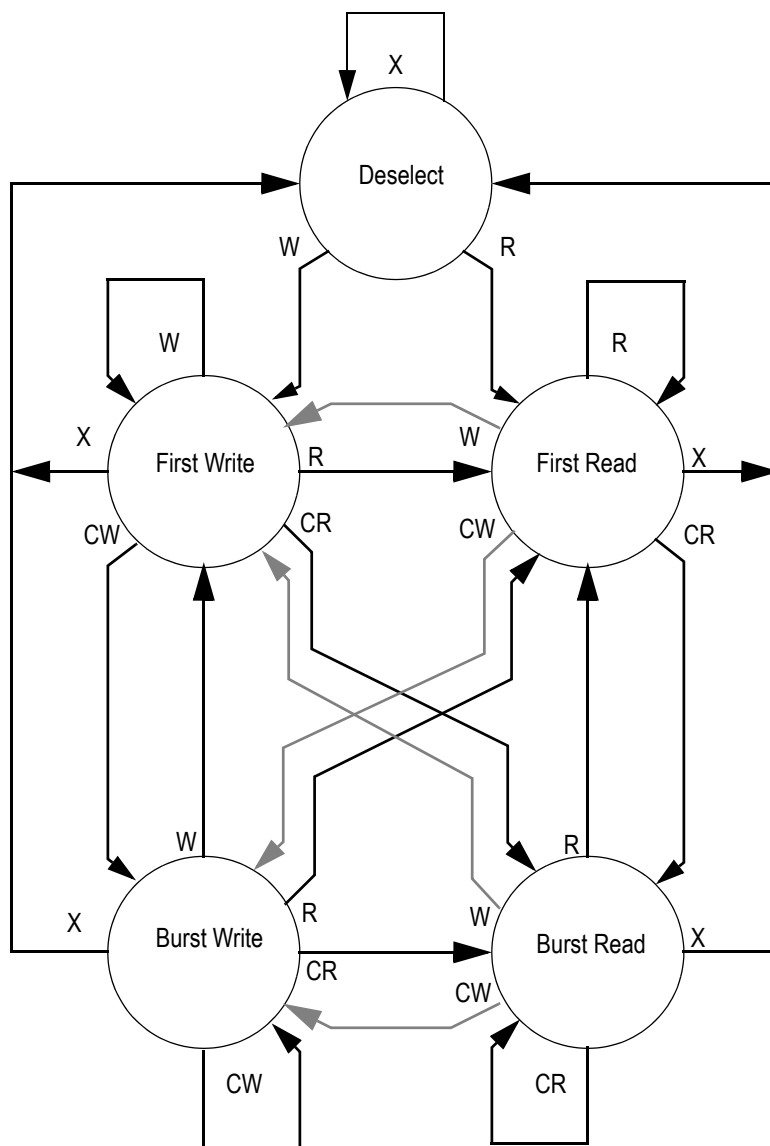 X
Deselect
W
R
W
R
X
W
First Write
R
First Read
X
CW
CR
CW
CR
W
R
X
R
W
X
Burst Write
Burst Read
CR
CW
CW
CR